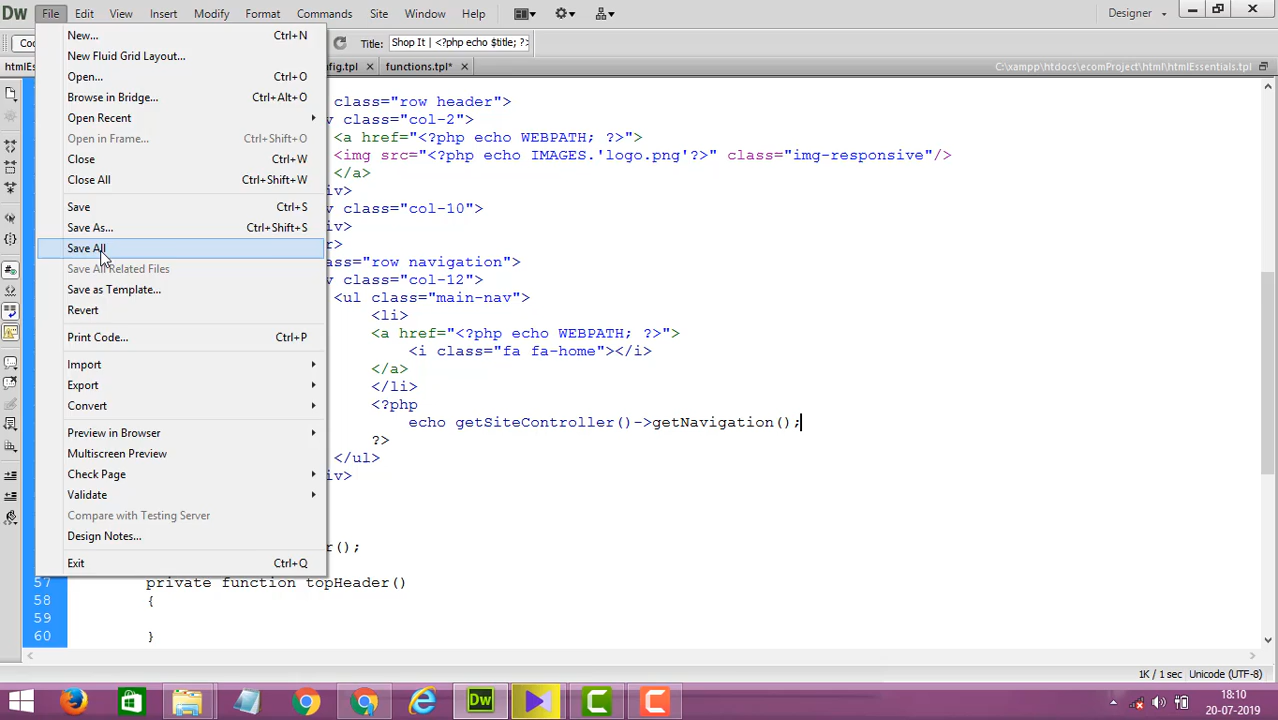 DW File Edit View Insert Modify Format Commands Site Window Help Designer
Title: Shop It | <?php echo $title; ?>
functions.tpl* C:\xampp\htdocs\ecomProject\html\htmlEssentials.tpl
New... Ctrl+N
New Fluid Grid Layout...
Open... Ctrl+O
Browse in Bridge... Ctrl+Alt+O
Open Recent
Open in Frame... Ctrl+Shift+O
Close Ctrl+W
Close All Ctrl+Shift+W
Save Ctrl+S
Save As... Ctrl+Shift+S
Save All
Save All Related Files
Save as Template...
Revert
Print Code... Ctrl+P
Import
Export
Convert
Preview in Browser
Multiscreen Preview
Check Page
Validate
Compare with Testing Server
Design Notes...
Exit Ctrl+Q
class="row header">
class="col-2">
<a href="<?php echo WEBPATH; ?>">
<img src="<?php echo IMAGES.'logo.png'?>" class="img-responsive"/>
</a>
iv>
class="col-10">
iv>
r>
class="row navigation">
class="col-12">
<ul class="main-nav">
<li>
<a href="<?php echo WEBPATH; ?>">
<i class="fa fa-home"></i>
</a>
</li>
<?php
echo getSiteController()->getNavigation();
?>
</ul>
iv>
r();
57 private function topHeader()
58 {
59
60 }
1K / 1 sec Unicode (UTF-8)
Dw
18:10
20-07-2019